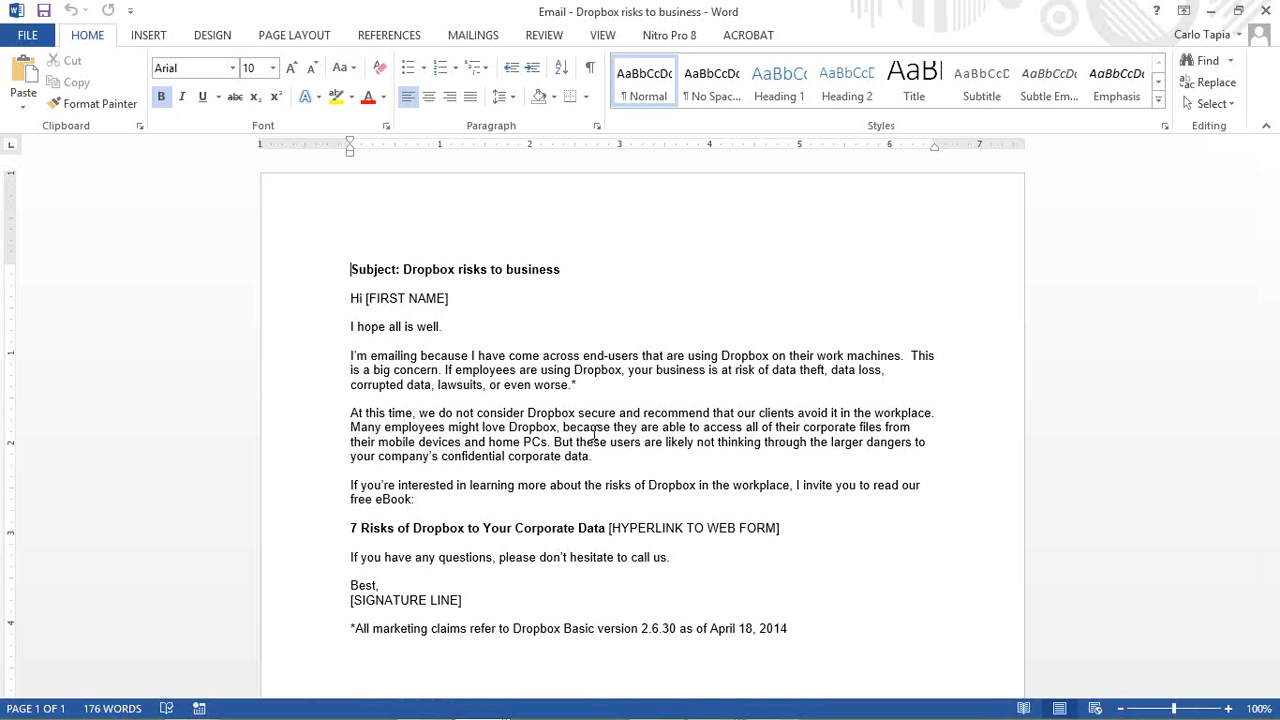 Email - Dropbox risks to business - Word
FILE HOME INSERT DESIGN PAGE LAYOUT REFERENCES MAILINGS REVIEW VIEW Nitro Pro 8 ACROBAT Carlo Tapia
Paste
Cut
Copy
Format Painter
Clipboard
Arial 10
Font
Paragraph
AaBbCcDc AaBbCcDc AaBbCc AaBbCcD AaBl AaBbCcD AaBbCcDc AaBbCcDc
¶ Normal ¶ No Spac... Heading 1 Heading 2 Title Subtitle Subtle Em... Emphasis
Styles
Find
Replace
Select
Editing
1 1 2 3 4 5 6 7
Subject: Dropbox risks to business
Hi [FIRST NAME]
I hope all is well.
I'm emailing because I have come across end-users that are using Dropbox on their work machines.  This
is a big concern. If employees are using Dropbox, your business is at risk of data theft, data loss,
corrupted data, lawsuits, or even worse.*
At this time, we do not consider Dropbox secure and recommend that our clients avoid it in the workplace.
Many employees might love Dropbox, because they are able to access all of their corporate files from
their mobile devices and home PCs. But these users are likely not thinking through the larger dangers to
your company's confidential corporate data.
If you're interested in learning more about the risks of Dropbox in the workplace, I invite you to read our
free eBook:
7 Risks of Dropbox to Your Corporate Data [HYPERLINK TO WEB FORM]
If you have any questions, please don't hesitate to call us.
Best,
[SIGNATURE LINE]
*All marketing claims refer to Dropbox Basic version 2.6.30 as of April 18, 2014
PAGE 1 OF 1 176 WORDS 100%